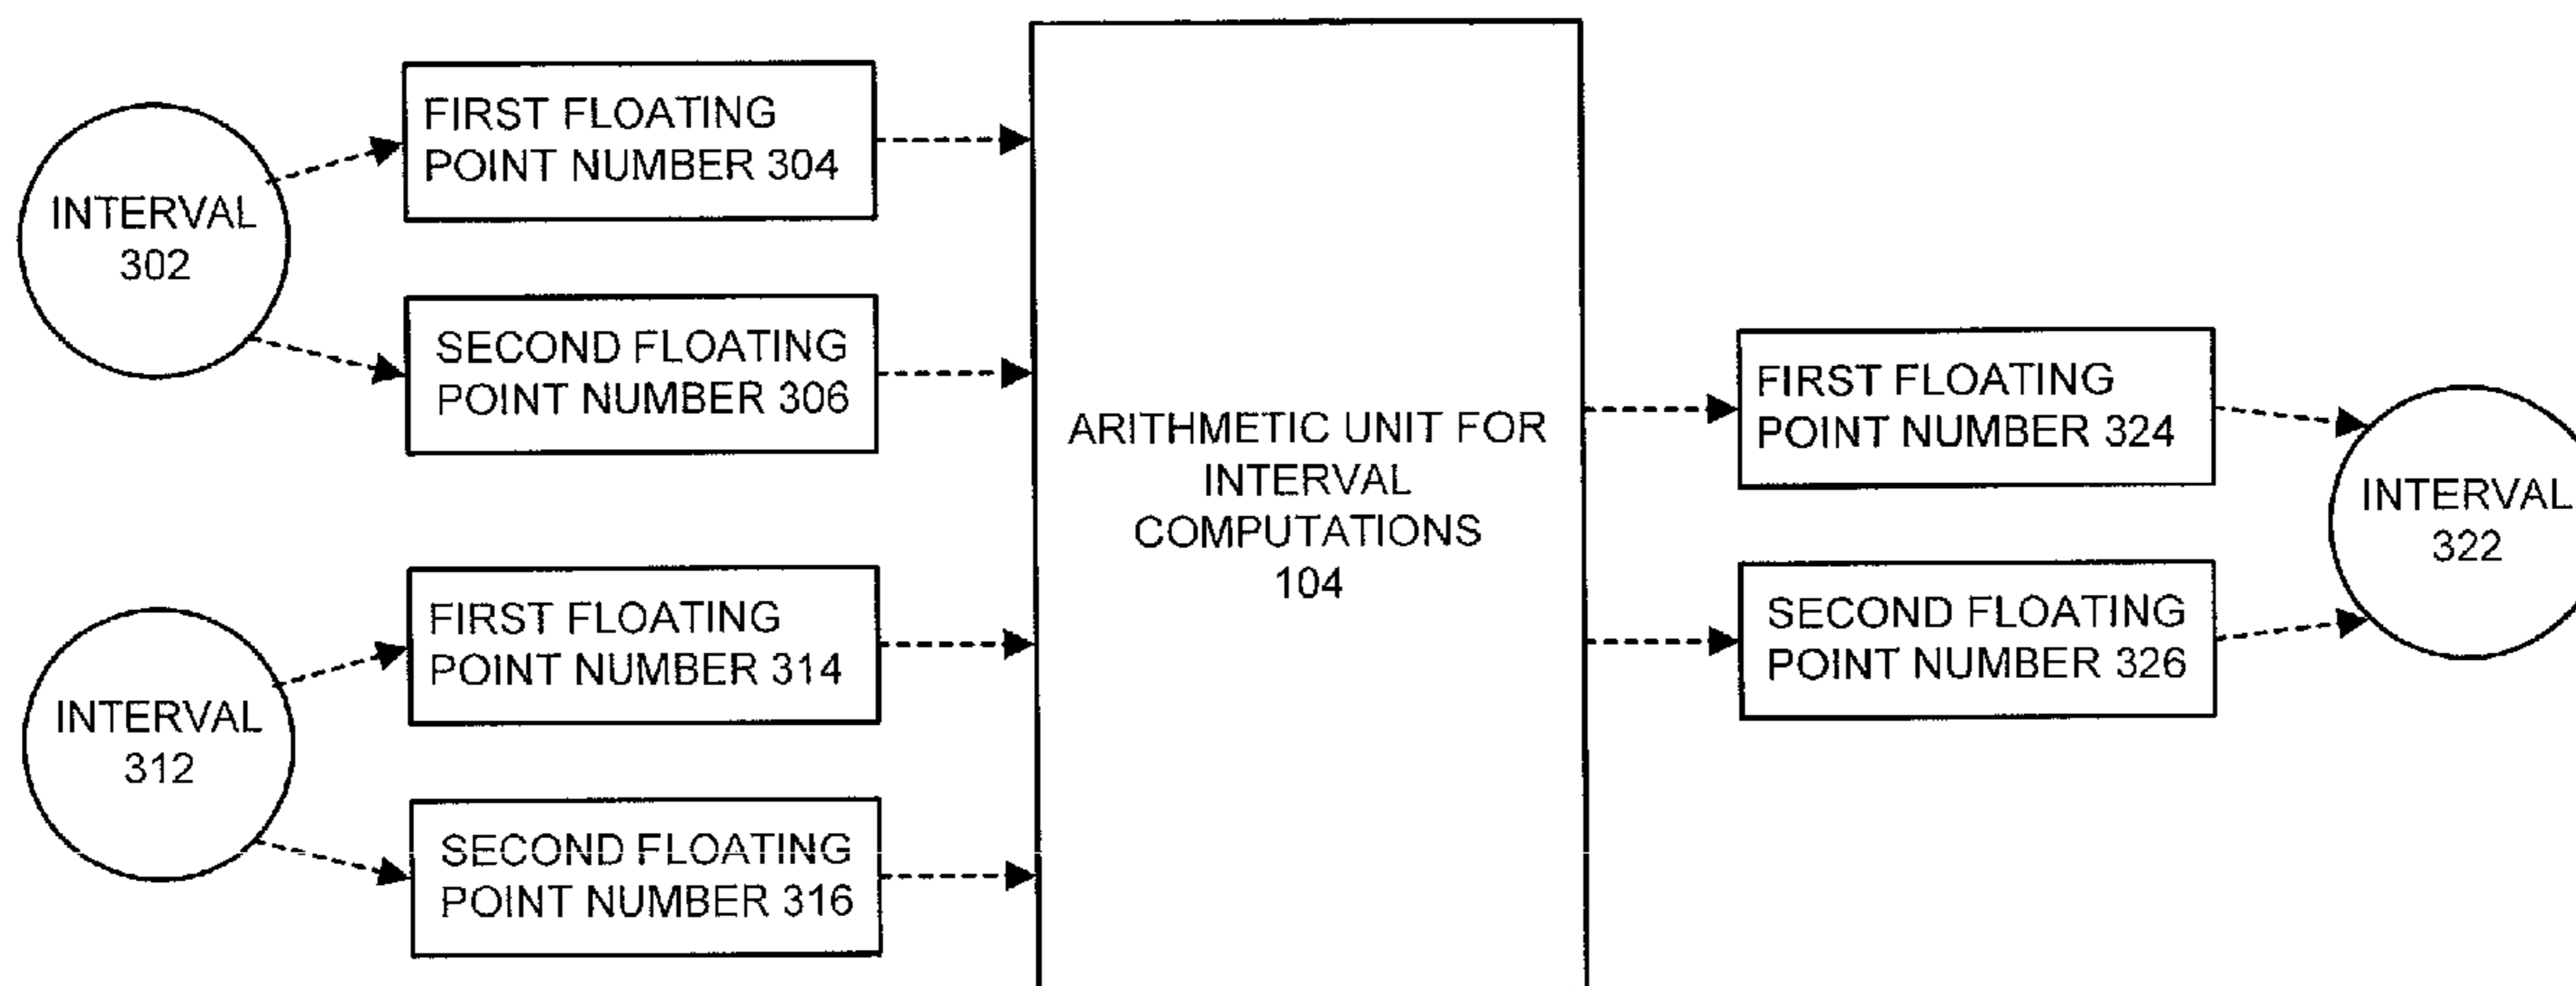 INTERVAL
302
FIRST FLOATING
POINT NUMBER 304
SECOND FLOATING
POINT NUMBER 306
INTERVAL
312
FIRST FLOATING
POINT NUMBER 314
SECOND FLOATING
POINT NUMBER 316
ARITHMETIC UNIT FOR
INTERVAL
COMPUTATIONS
104
FIRST FLOATING
POINT NUMBER 324
SECOND FLOATING
POINT NUMBER 326
INTERVAL
322